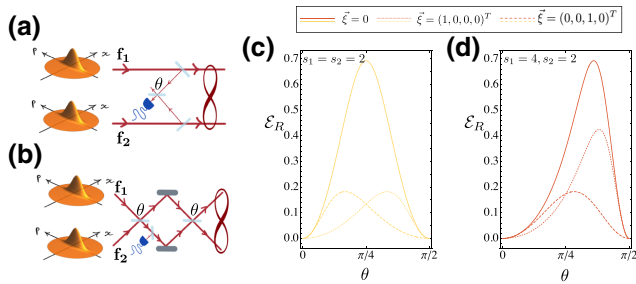 ξ⃗ = 0 ξ⃗ = (1, 0, 0, 0)ᵀ ξ⃗ = (0, 0, 1, 0)ᵀ
(a)
p x
f₁
θ
p x
f₂
(b)
p x
f₁
θ θ
p x
f₂
(c)
s₁ = s₂ = 2
0.7
0.6
0.5
0.4
0.3
0.2
0.1
0.0
ℰ_R
0 π/4 π/2
θ
(d)
s₁ = 4, s₂ = 2
0.7
0.6
0.5
0.4
0.3
0.2
0.1
0.0
ℰ_R
0 π/4 π/2
θ